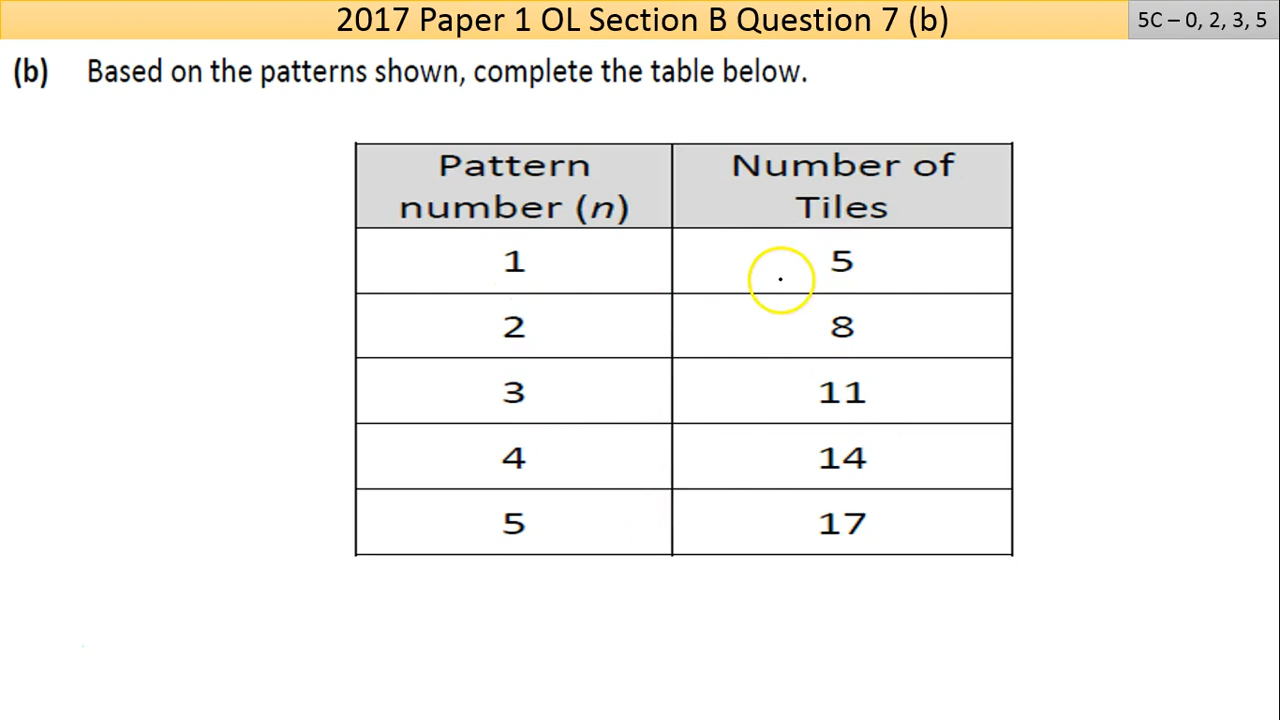 2017 Paper 1 OL Section B Question 7 (b)
5C – 0, 2, 3, 5
(b) Based on the patterns shown, complete the table below.
Pattern number (n) Number of Tiles
1 5
2 8
3 11
4 14
5 17